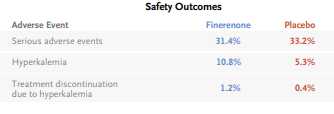 Safety Outcomes
Adverse Event Finerenone Placebo
Serious adverse events 31.4% 33.2%
Hyperkalemia 10.8% 5.3%
Treatment discontinuation
due to hyperkalemia 1.2% 0.4%